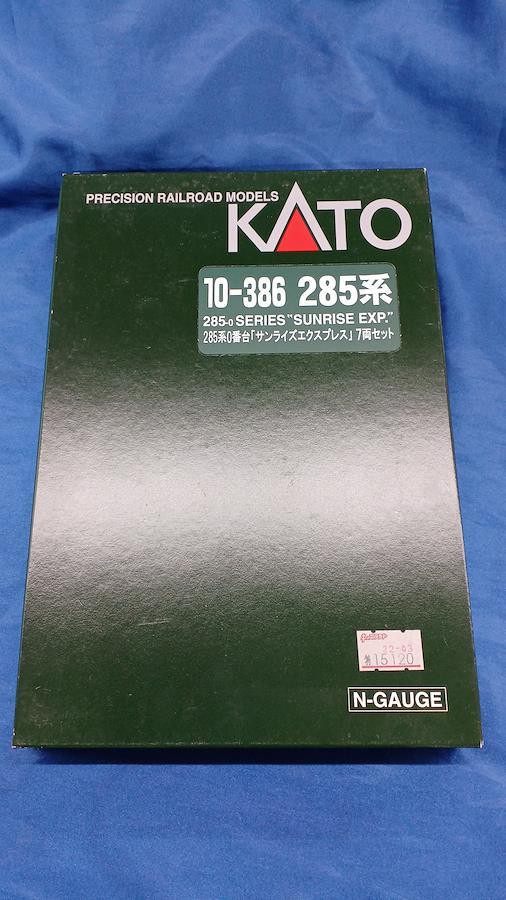 PRECISION RAILROAD MODELS
KATO
10-386 285系
285-0 SERIES "SUNRISE EXP."
285系0番台「サンライズエクスプレス」7両セット
22-03
15120
N-GAUGE